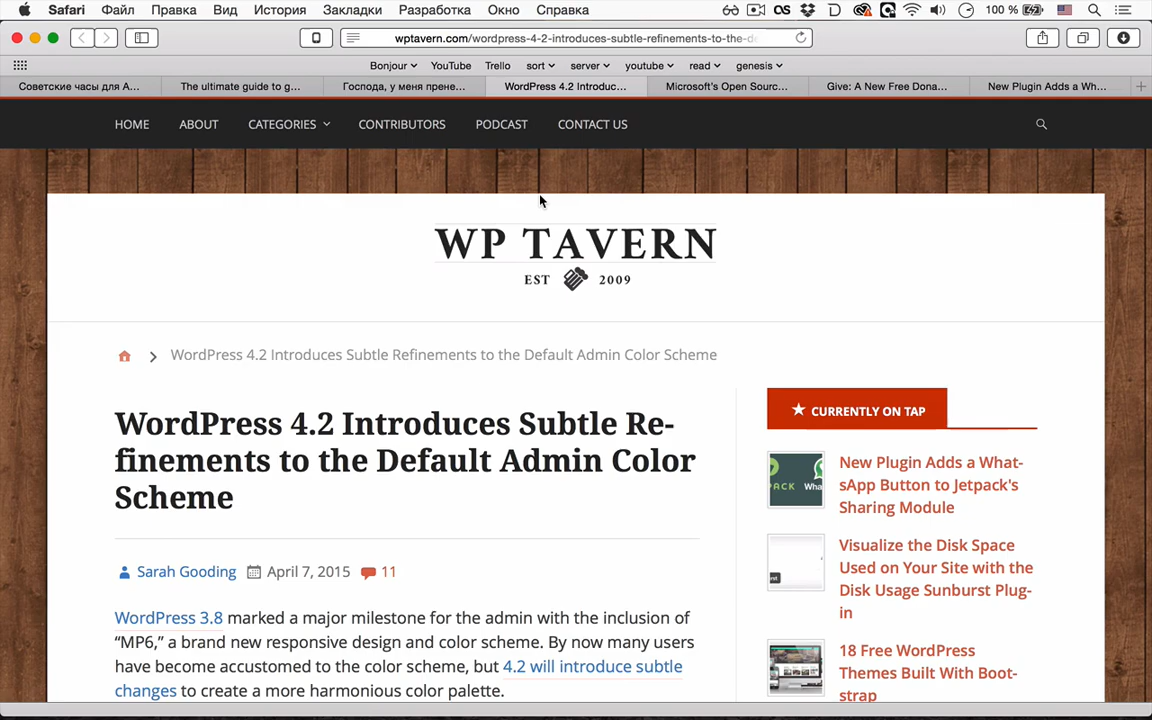 Safari Файл Правка Вид История Закладки Разработка Окно Справка 100 %
wptavern.com/wordpress-4-2-introduces-subtle-refinements-to-the-de
Bonjour YouTube Trello sort server youtube read genesis
Советские часы для А... The ultimate guide to g... Господа, у меня прене... WordPress 4.2 Introduc... Microsoft's Open Sourc... Give: A New Free Dona... New Plugin Adds a Wh...
HOME ABOUT CATEGORIES CONTRIBUTORS PODCAST CONTACT US
WP TAVERN
EST 2009
WordPress 4.2 Introduces Subtle Refinements to the Default Admin Color Scheme
WordPress 4.2 Introduces Subtle Re-
finements to the Default Admin Color
Scheme
Sarah Gooding April 7, 2015 11
WordPress 3.8 marked a major milestone for the admin with the inclusion of
“MP6,” a brand new responsive design and color scheme. By now many users
have become accustomed to the color scheme, but 4.2 will introduce subtle
changes to create a more harmonious color palette.
★ CURRENTLY ON TAP
New Plugin Adds a What-
sApp Button to Jetpack's
Sharing Module
Visualize the Disk Space
Used on Your Site with the
Disk Usage Sunburst Plug-
in
18 Free WordPress
Themes Built With Boot-
strap